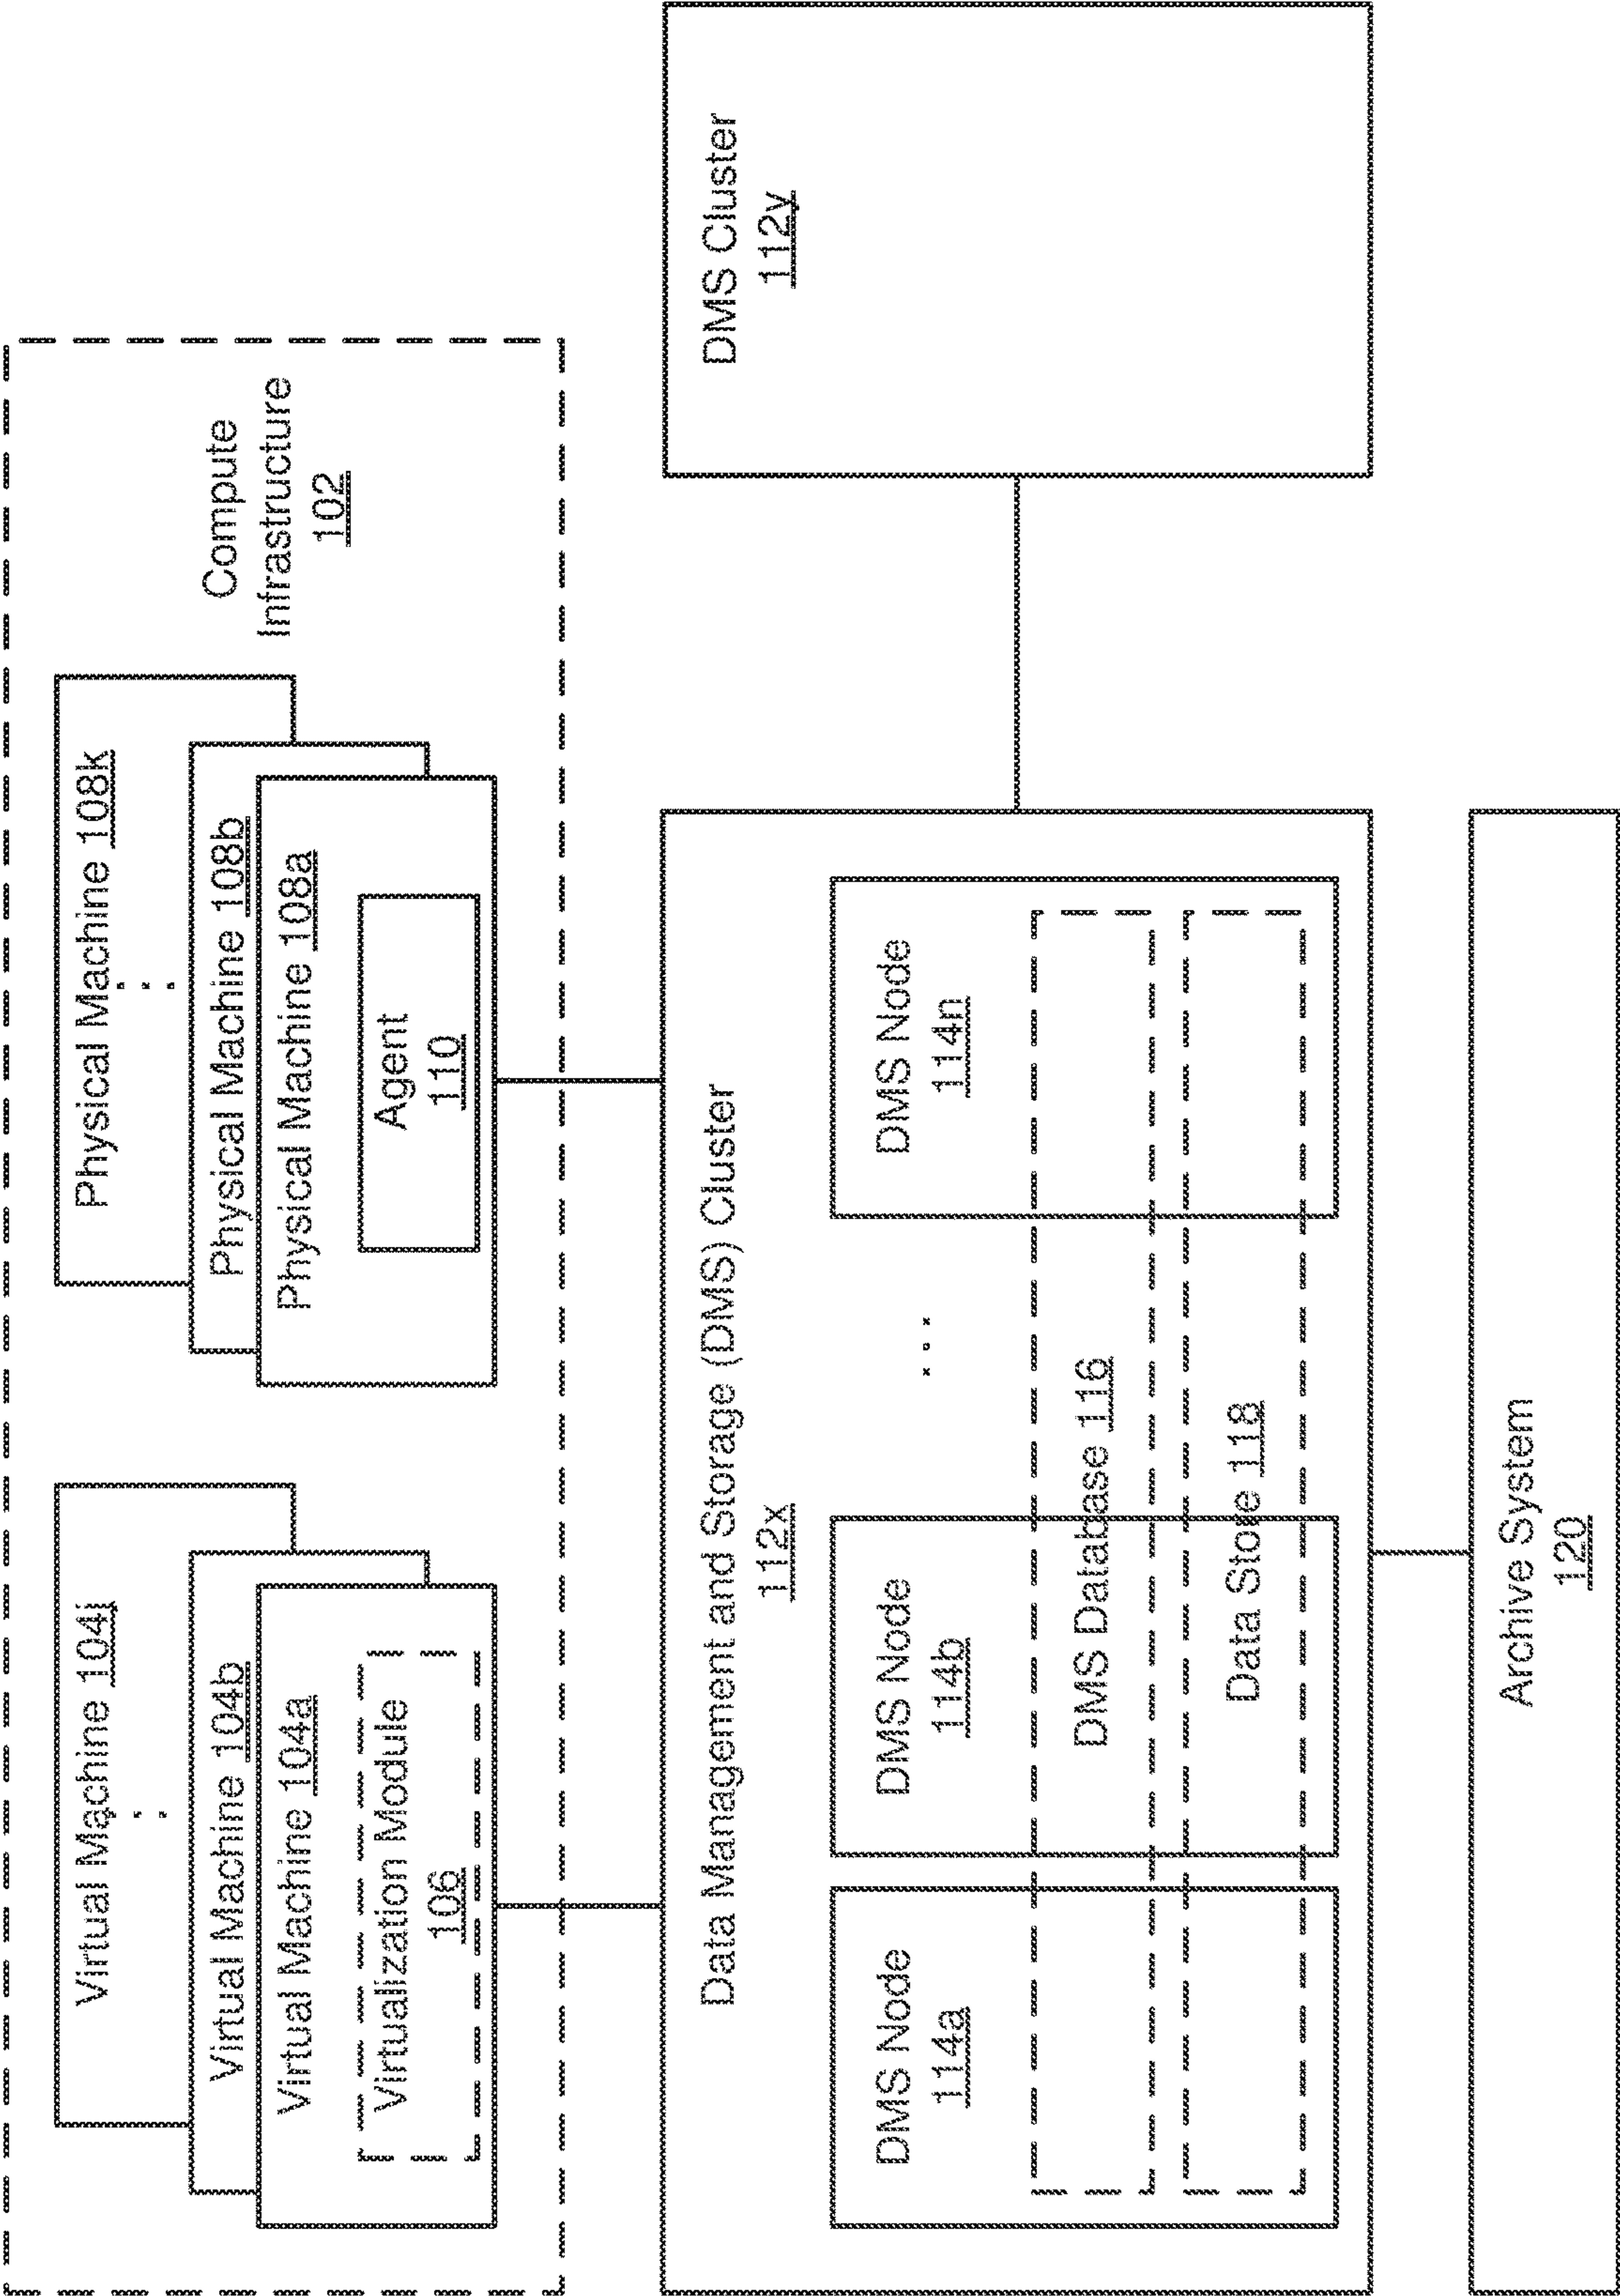 Virtual Machine 104j
Virtual Machine 104b
Virtual Machine 104a
Virtualization Module
106
Physical Machine 108k
Physical Machine 108b
Physical Machine 108a
Agent
110
Compute
Infrastructure
102
Data Management and Storage (DMS) Cluster
112x
DMS Node
114a
DMS Node
114b
. . .
DMS Node
114n
DMS Database 116
Data Store 118
DMS Cluster
112y
Archive System
120